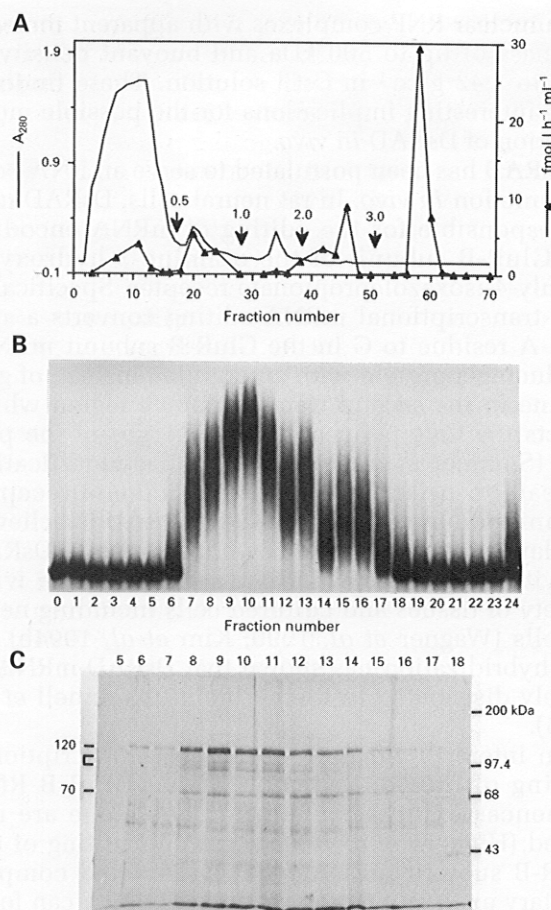 A
1.9
0.9
−0.1
A280
0.5
1.0
2.0
3.0
30
20
10
0
fmol I h−1 μl−1
0 10 20 30 40 50 60 70
Fraction number
B
0 1 2 3 4 5 6 7 8 9 10 11 12 13 14 15 16 17 18 19 20 21 22 23 24
Fraction number
C
5 6 7 8 9 10 11 12 13 14 15 16 17 18
200 kDa
120
97.4
70
68
43